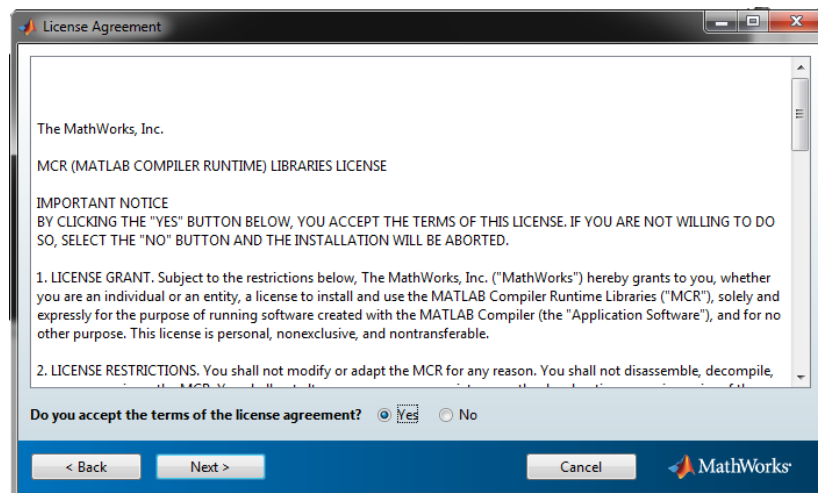 License Agreement
The MathWorks, Inc.
MCR (MATLAB COMPILER RUNTIME) LIBRARIES LICENSE
IMPORTANT NOTICE
BY CLICKING THE "YES" BUTTON BELOW, YOU ACCEPT THE TERMS OF THIS LICENSE. IF YOU ARE NOT WILLING TO DO
SO, SELECT THE "NO" BUTTON AND THE INSTALLATION WILL BE ABORTED.
1. LICENSE GRANT. Subject to the restrictions below, The MathWorks, Inc. ("MathWorks") hereby grants to you, whether
you are an individual or an entity, a license to install and use the MATLAB Compiler Runtime Libraries ("MCR"), solely and
expressly for the purpose of running software created with the MATLAB Compiler (the "Application Software"), and for no
other purpose. This license is personal, nonexclusive, and nontransferable.
2. LICENSE RESTRICTIONS. You shall not modify or adapt the MCR for any reason. You shall not disassemble, decompile,
Do you accept the terms of the license agreement? Yes No
< Back Next > Cancel MathWorks